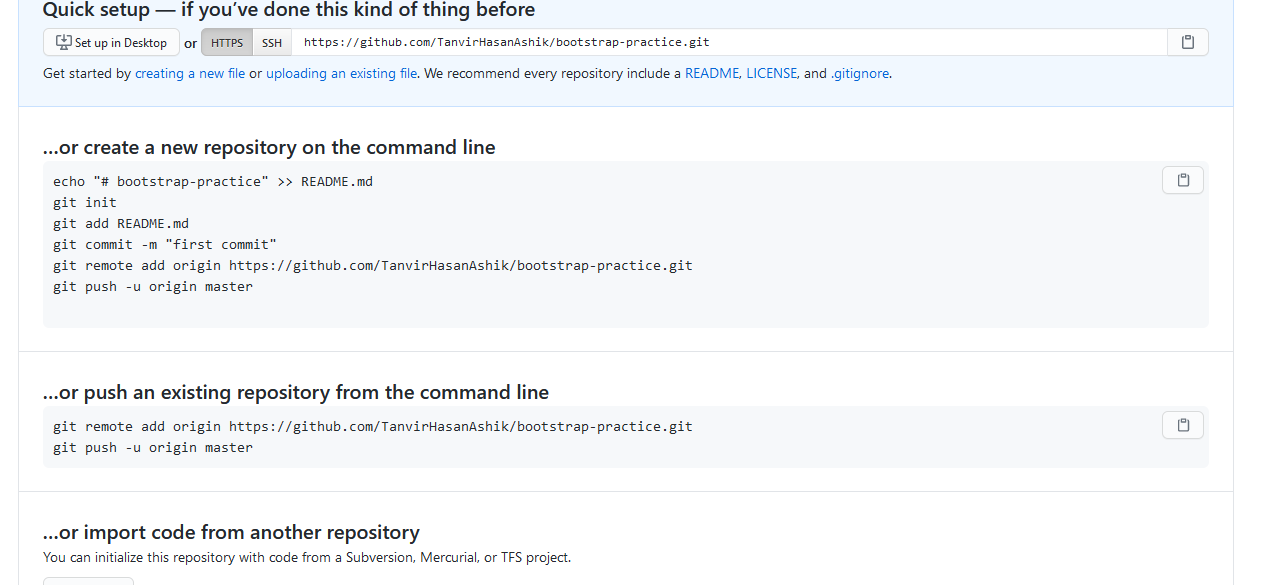 Quick setup — if you've done this kind of thing before
Set up in Desktop or HTTPS SSH https://github.com/TanvirHasanAshik/bootstrap-practice.git
Get started by creating a new file or uploading an existing file. We recommend every repository include a README, LICENSE, and .gitignore.
...or create a new repository on the command line
echo "# bootstrap-practice" >> README.md
git init
git add README.md
git commit -m "first commit"
git remote add origin https://github.com/TanvirHasanAshik/bootstrap-practice.git
git push -u origin master
...or push an existing repository from the command line
git remote add origin https://github.com/TanvirHasanAshik/bootstrap-practice.git
git push -u origin master
...or import code from another repository
You can initialize this repository with code from a Subversion, Mercurial, or TFS project.